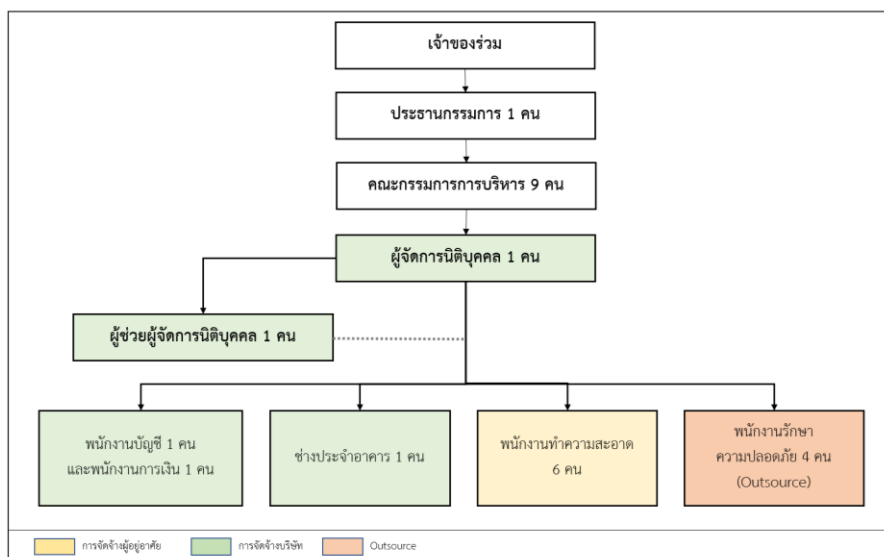 เจ้าของร่วม
ประธานกรรมการ 1 คน
คณะกรรมการการบริหาร 9 คน
ผู้จัดการนิติบุคคล 1 คน
ผู้ช่วยผู้จัดการนิติบุคคล 1 คน
พนักงานบัญชี 1 คน
และพนักงานการเงิน 1 คน
ช่างประจำอาคาร 1 คน
พนักงานทำความสะอาด
6 คน
พนักงานรักษา
ความปลอดภัย 4 คน
(Outsource)
การจัดจ้างผู้อยู่อาศัย
การจัดจ้างบริษัท
Outsource